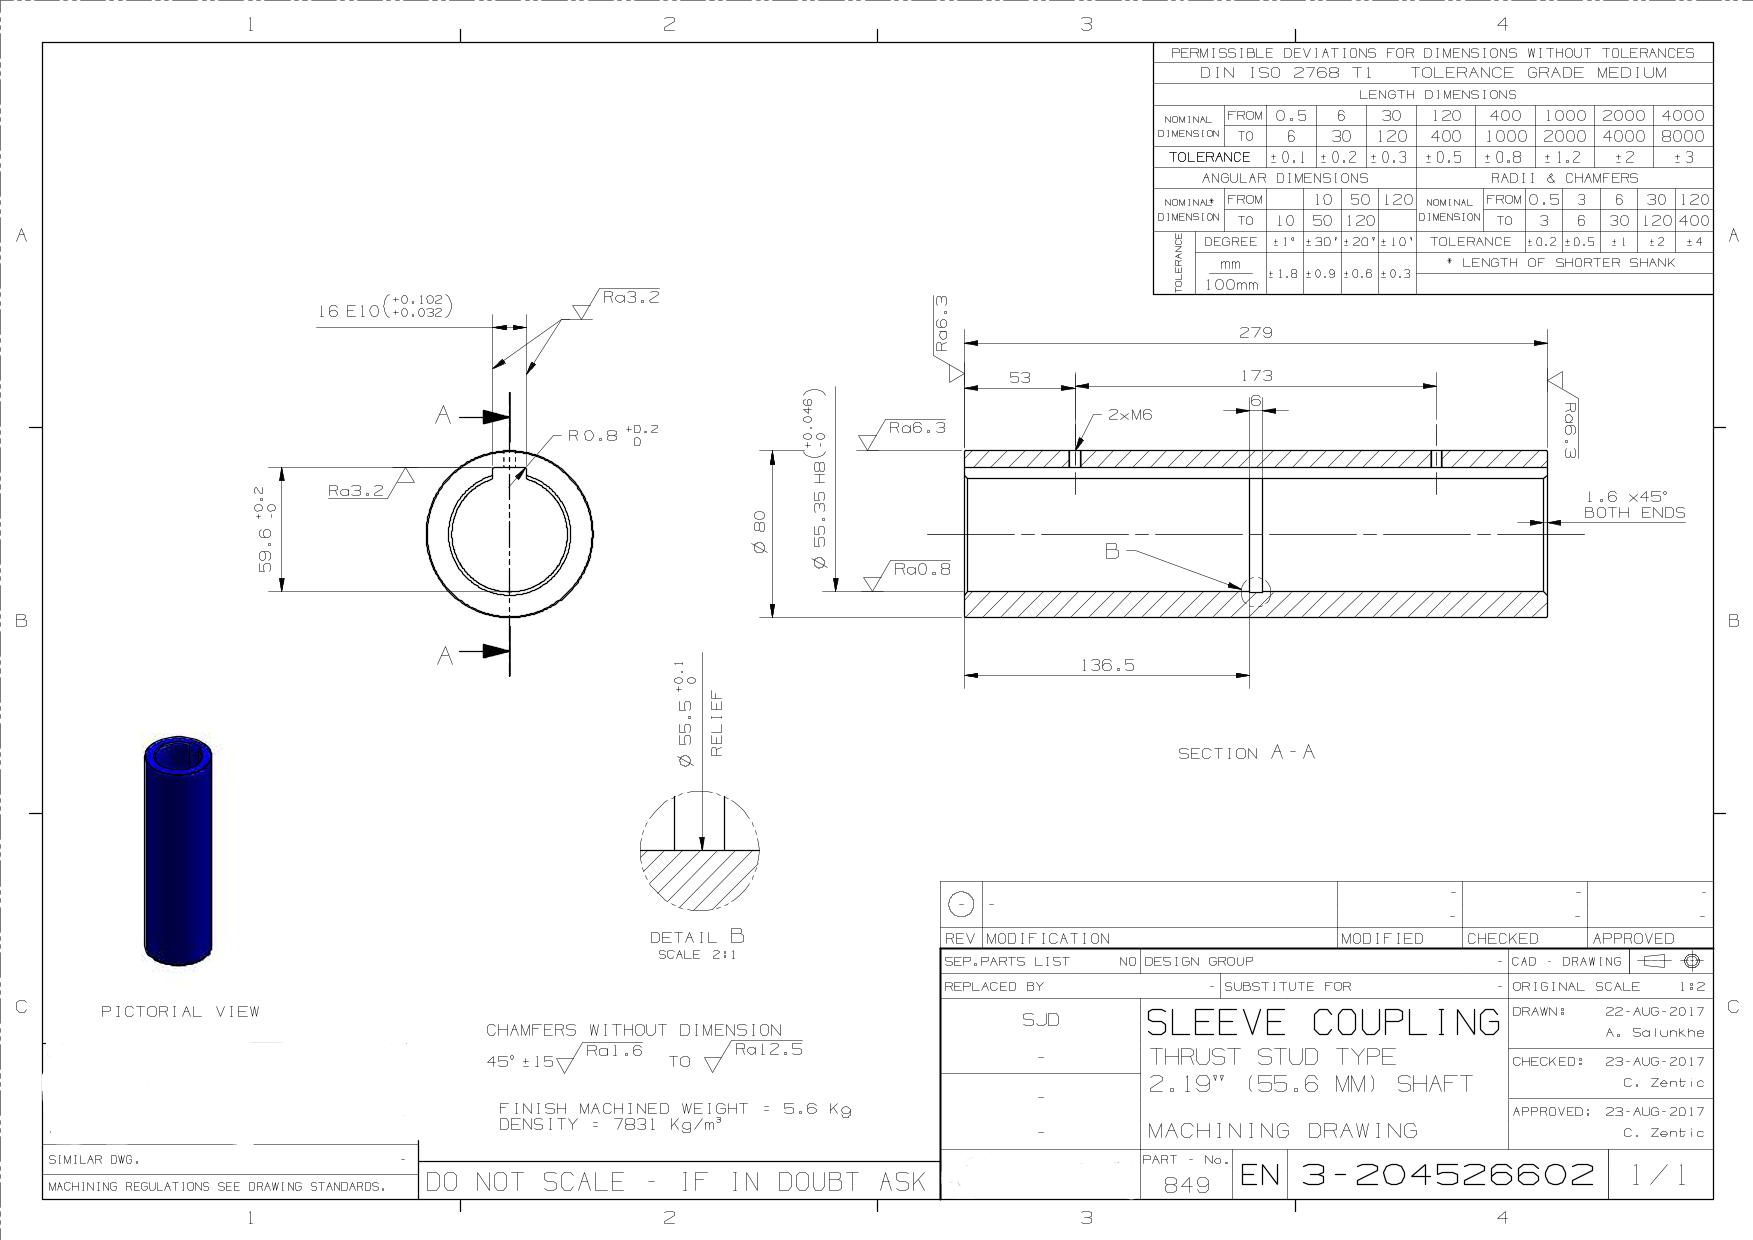 1 2 3 4
PERMISSIBLE DEVIATIONS FOR DIMENSIONS WITHOUT TOLERANCES
DIN ISO 2768 T1 TOLERANCE GRADE MEDIUM
LENGTH DIMENSIONS
NOMINAL DIMENSION FROM 0.5 6 30 120 400 1000 2000 4000
TO 6 30 120 400 1000 2000 4000 8000
TOLERANCE ±0.1 ±0.2 ±0.3 ±0.5 ±0.8 ±1.2 ±2 ±3
ANGULAR DIMENSIONS RADII & CHAMFERS
NOMINAL* DIMENSION FROM 10 50 120 NOMINAL DIMENSION FROM 0.5 3 6 30 120
TO 10 50 120 TO 3 6 30 120 400
TOLERANCE DEGREE ±1° ±30' ±20' ±10' TOLERANCE ±0.2 ±0.5 ±1 ±2 ±4
mm
100mm ±1.8 ±0.9 ±0.6 ±0.3 * LENGTH OF SHORTER SHANK
A A
16 E10(+0.102 +0.032)
Ra3.2
A
R0.8 +0.2 0
Ra3.2
59.6 +0.2 -0
A
Ra6.3
279
53
173
6
2xM6
Ra6.3
Ra6.3
Ø 80
Ø 55.35 H8(+0.046 -0)
1.6 x45°
BOTH ENDS
B
Ra0.8
136.5
SECTION A-A
B B
Ø 55.5 +0.1 0
RELIEF
DETAIL B
SCALE 2:1
PICTORIAL VIEW
C C
CHAMFERS WITHOUT DIMENSION
45° ±15 Ra1.6 TO Ra12.5
FINISH MACHINED WEIGHT = 5.6 Kg
DENSITY = 7831 Kg/m³
- - - - -
- - -
REV MODIFICATION MODIFIED CHECKED APPROVED
SEP.PARTS LIST NO DESIGN GROUP - CAD - DRAWING
REPLACED BY - SUBSTITUTE FOR - ORIGINAL SCALE 1:2
SJD
-
-
-
SLEEVE COUPLING
THRUST STUD TYPE
2.19" (55.6 MM) SHAFT
MACHINING DRAWING
DRAWN: 22-AUG-2017
A. Salunkhe
CHECKED: 23-AUG-2017
C. Zentic
APPROVED: 23-AUG-2017
C. Zentic
PART - No.
849
EN 3-204526602 1/1
SIMILAR DWG. -
MACHINING REGULATIONS SEE DRAWING STANDARDS.
DO NOT SCALE - IF IN DOUBT ASK
1 2 3 4